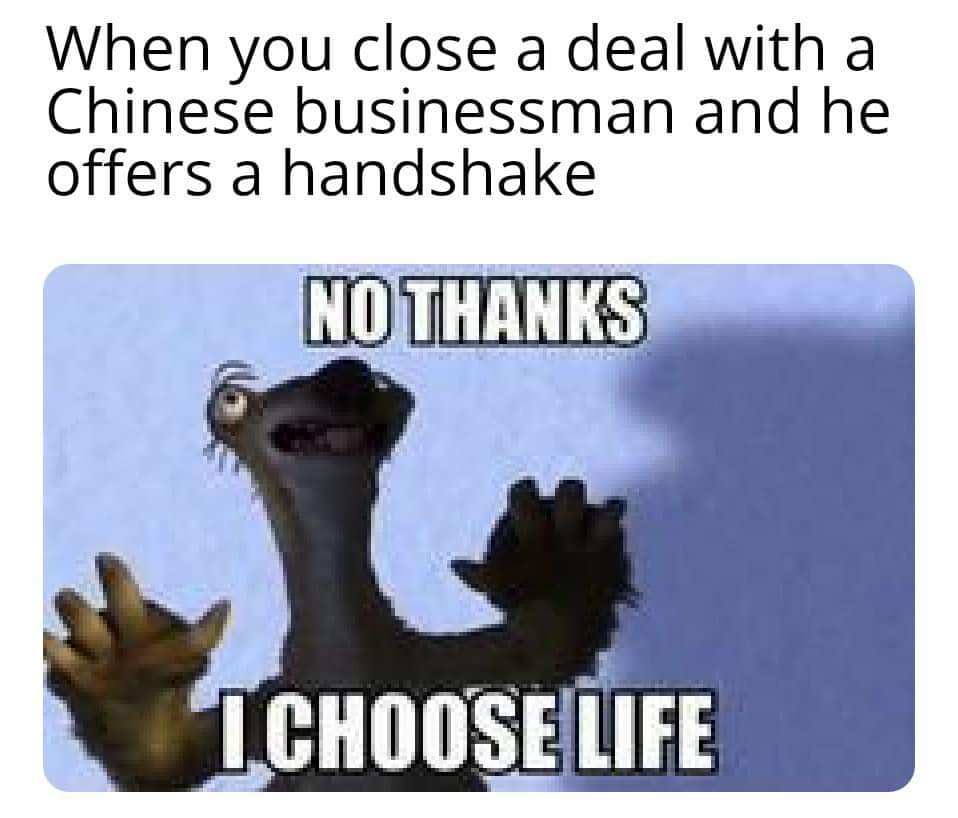 When you close a deal with a
Chinese businessman and he
offers a handshake
NO THANKS
I CHOOSE LIFE